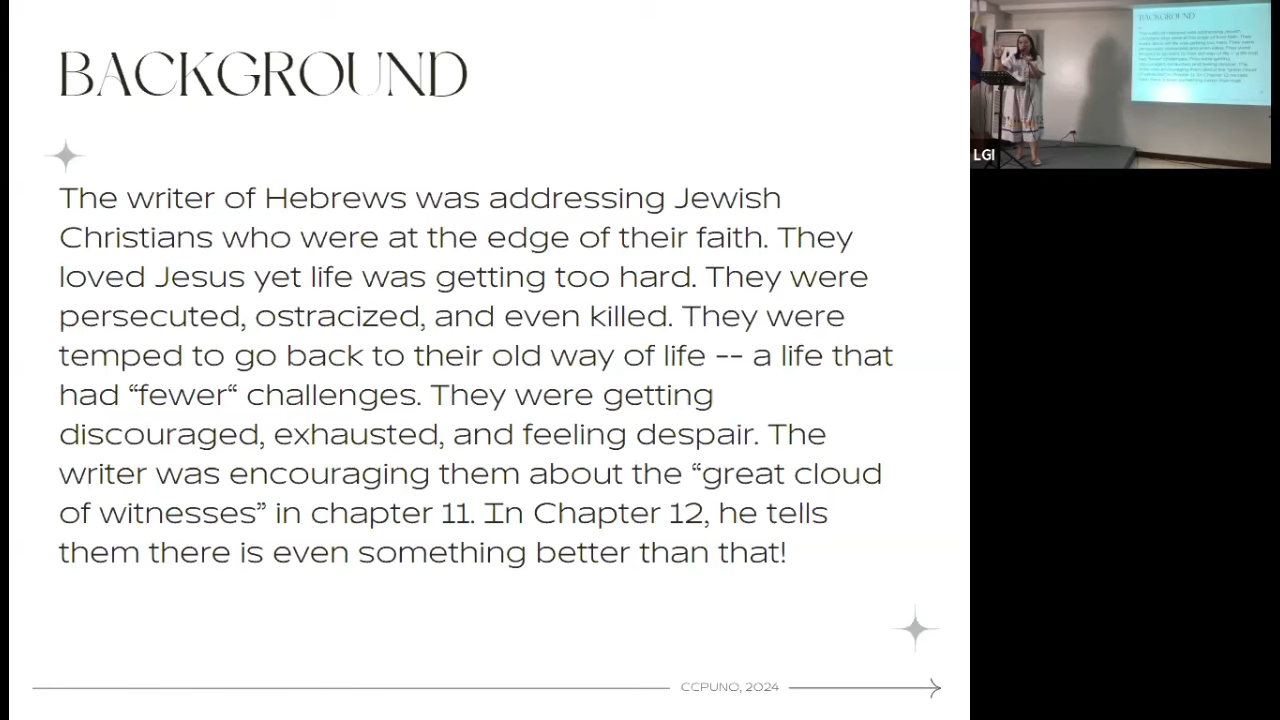 BACKGROUND
The writer of Hebrews was addressing Jewish
Christians who were at the edge of their faith. They
loved Jesus yet life was getting too hard. They were
persecuted, ostracized, and even killed. They were
temped to go back to their old way of life -- a life that
had “fewer“ challenges. They were getting
discouraged, exhausted, and feeling despair. The
writer was encouraging them about the “great cloud
of witnesses” in chapter 11. In Chapter 12, he tells
them there is even something better than that!
CCPUNO, 2024
BACKGROUND
LGI